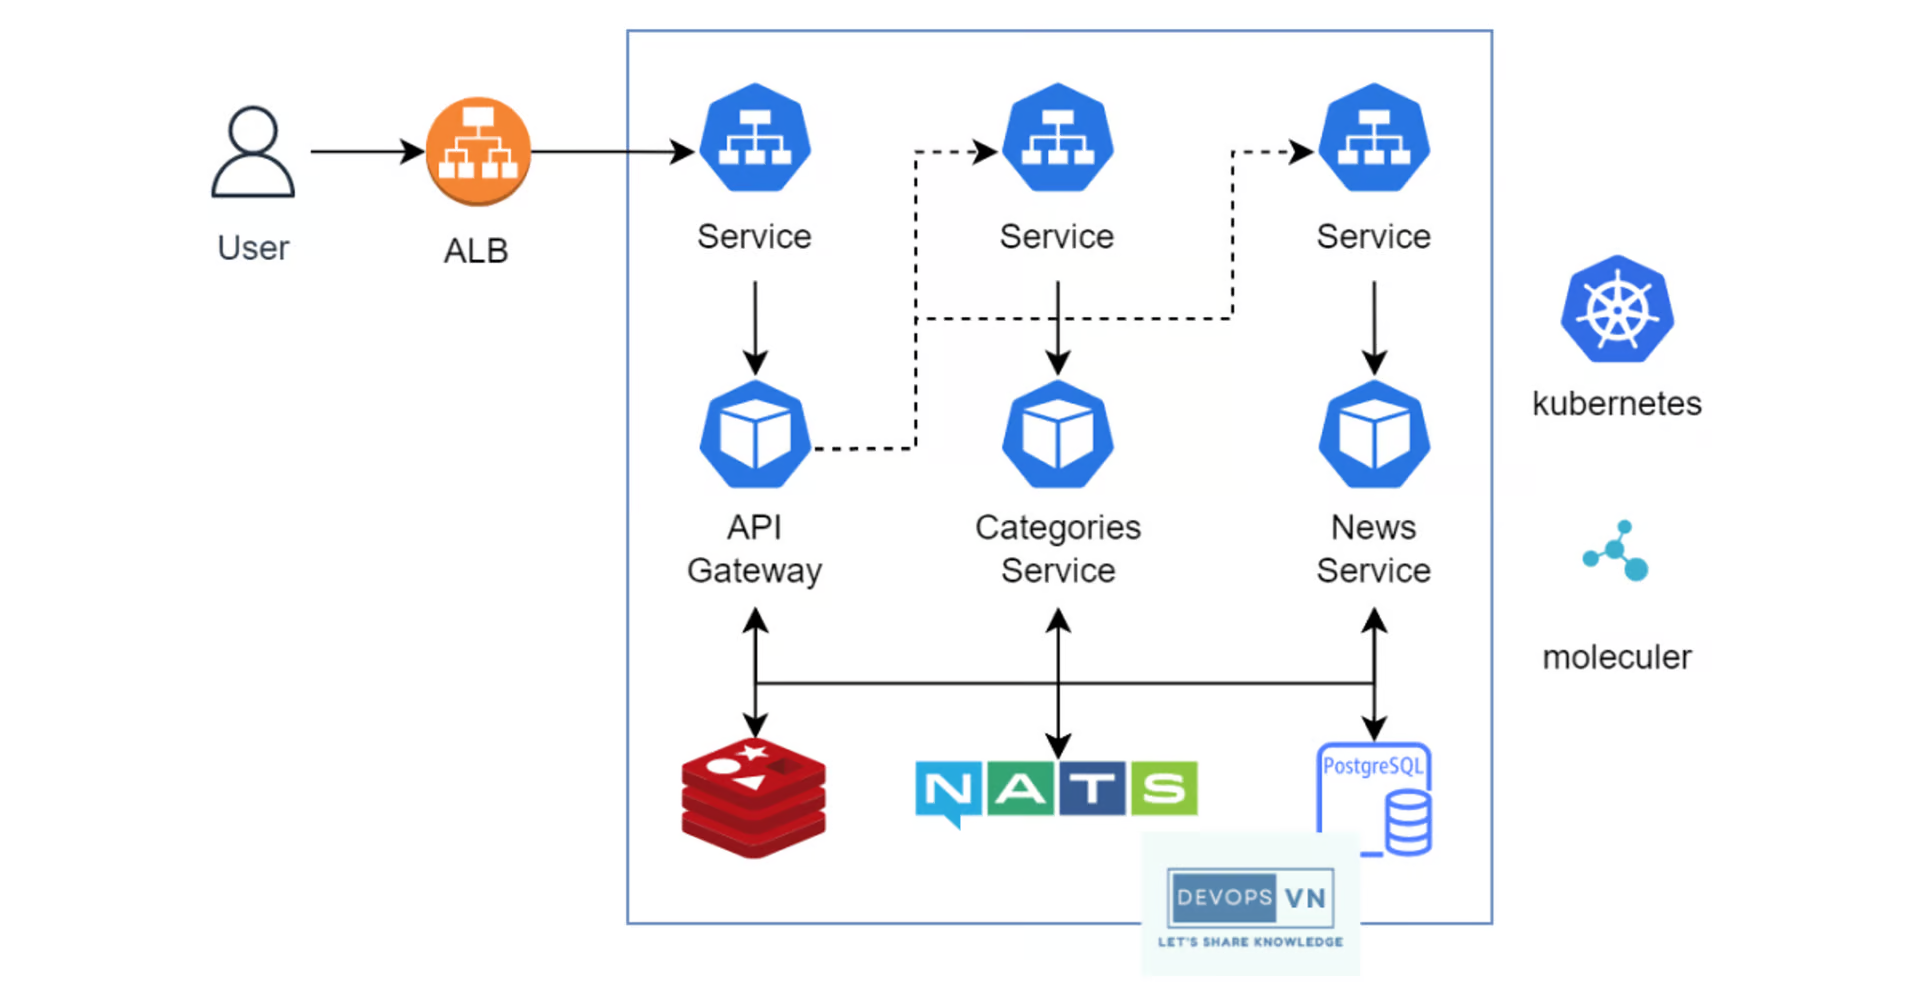 User
ALB
Service
Service
Service
kubernetes
API
Gateway
Categories
Service
News
Service
moleculer
NATS
PostgreSQL
DEVOPS VN
LET'S SHARE KNOWLEDGE